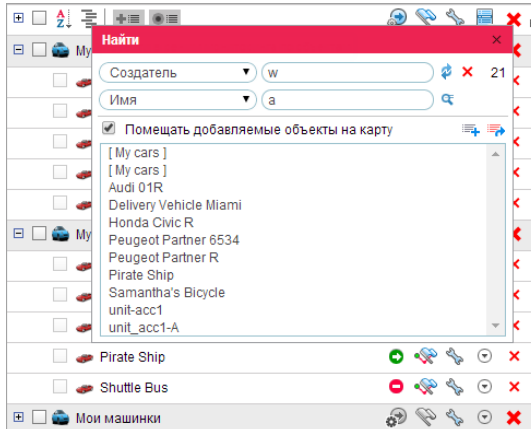 Найти
My
Создатель
w
21
Имя
a
Помещать добавляемые объекты на карту
[ My cars ]
[ My cars ]
Audi 01R
Delivery Vehicle Miami
Honda Civic R
Peugeot Partner 6534
Peugeot Partner R
Pirate Ship
My
Samantha's Bicycle
unit-acc1
unit_acc1-A
Pirate Ship
Shuttle Bus
Мои машинки